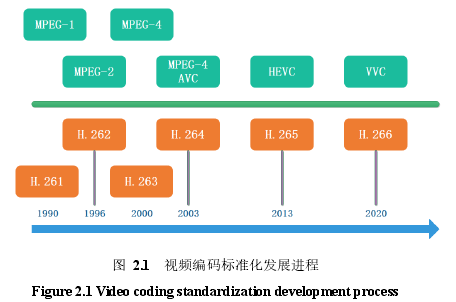 MPEG-1 MPEG-4
MPEG-2 MPEG-4 AVC HEVC VVC
H.262 H.264 H.265 H.266
H.261 H.263
1990 1996 2000 2003 2013 2020
图 2.1 视频编码标准化发展进程
Figure 2.1 Video coding standardization development process